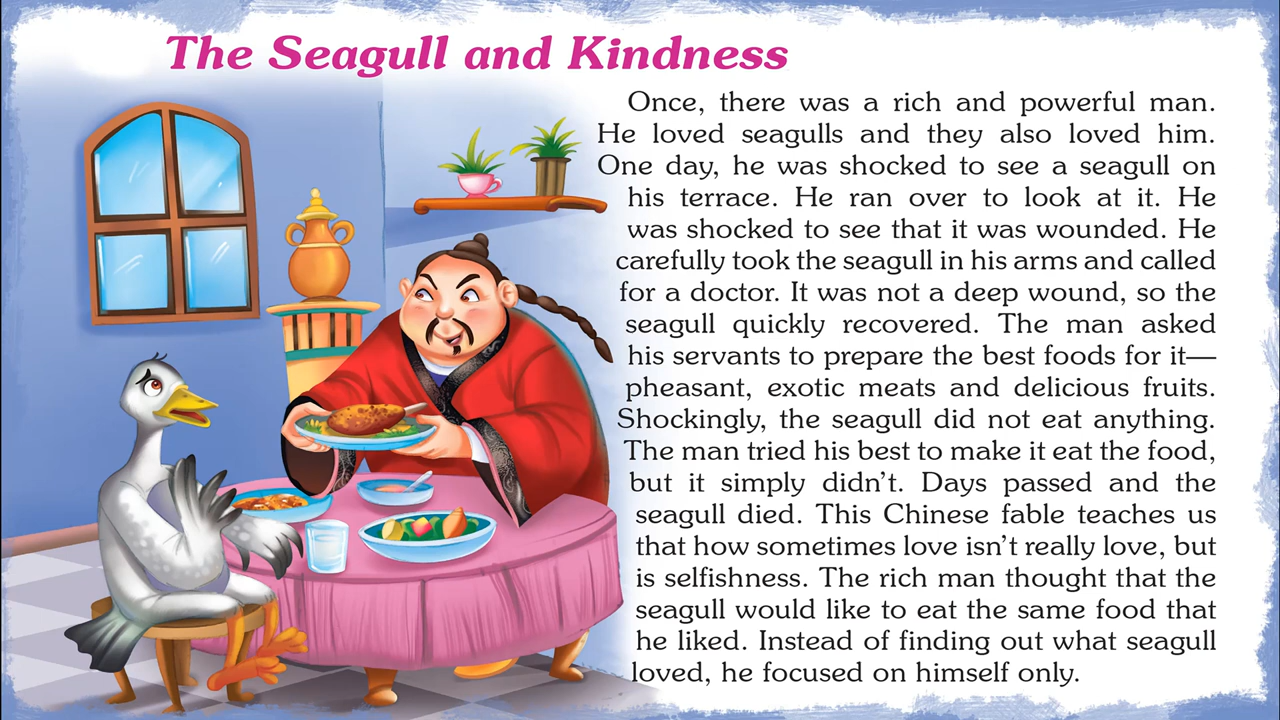 The Seagull and Kindness
Once, there was a rich and powerful man.
He loved seagulls and they also loved him.
One day, he was shocked to see a seagull on
his terrace. He ran over to look at it. He
was shocked to see that it was wounded. He
carefully took the seagull in his arms and called
for a doctor. It was not a deep wound, so the
seagull quickly recovered. The man asked
his servants to prepare the best foods for it—
pheasant, exotic meats and delicious fruits.
Shockingly, the seagull did not eat anything.
The man tried his best to make it eat the food,
but it simply didn't. Days passed and the
seagull died. This Chinese fable teaches us
that how sometimes love isn't really love, but
is selfishness. The rich man thought that the
seagull would like to eat the same food that
he liked. Instead of finding out what seagull
loved, he focused on himself only.